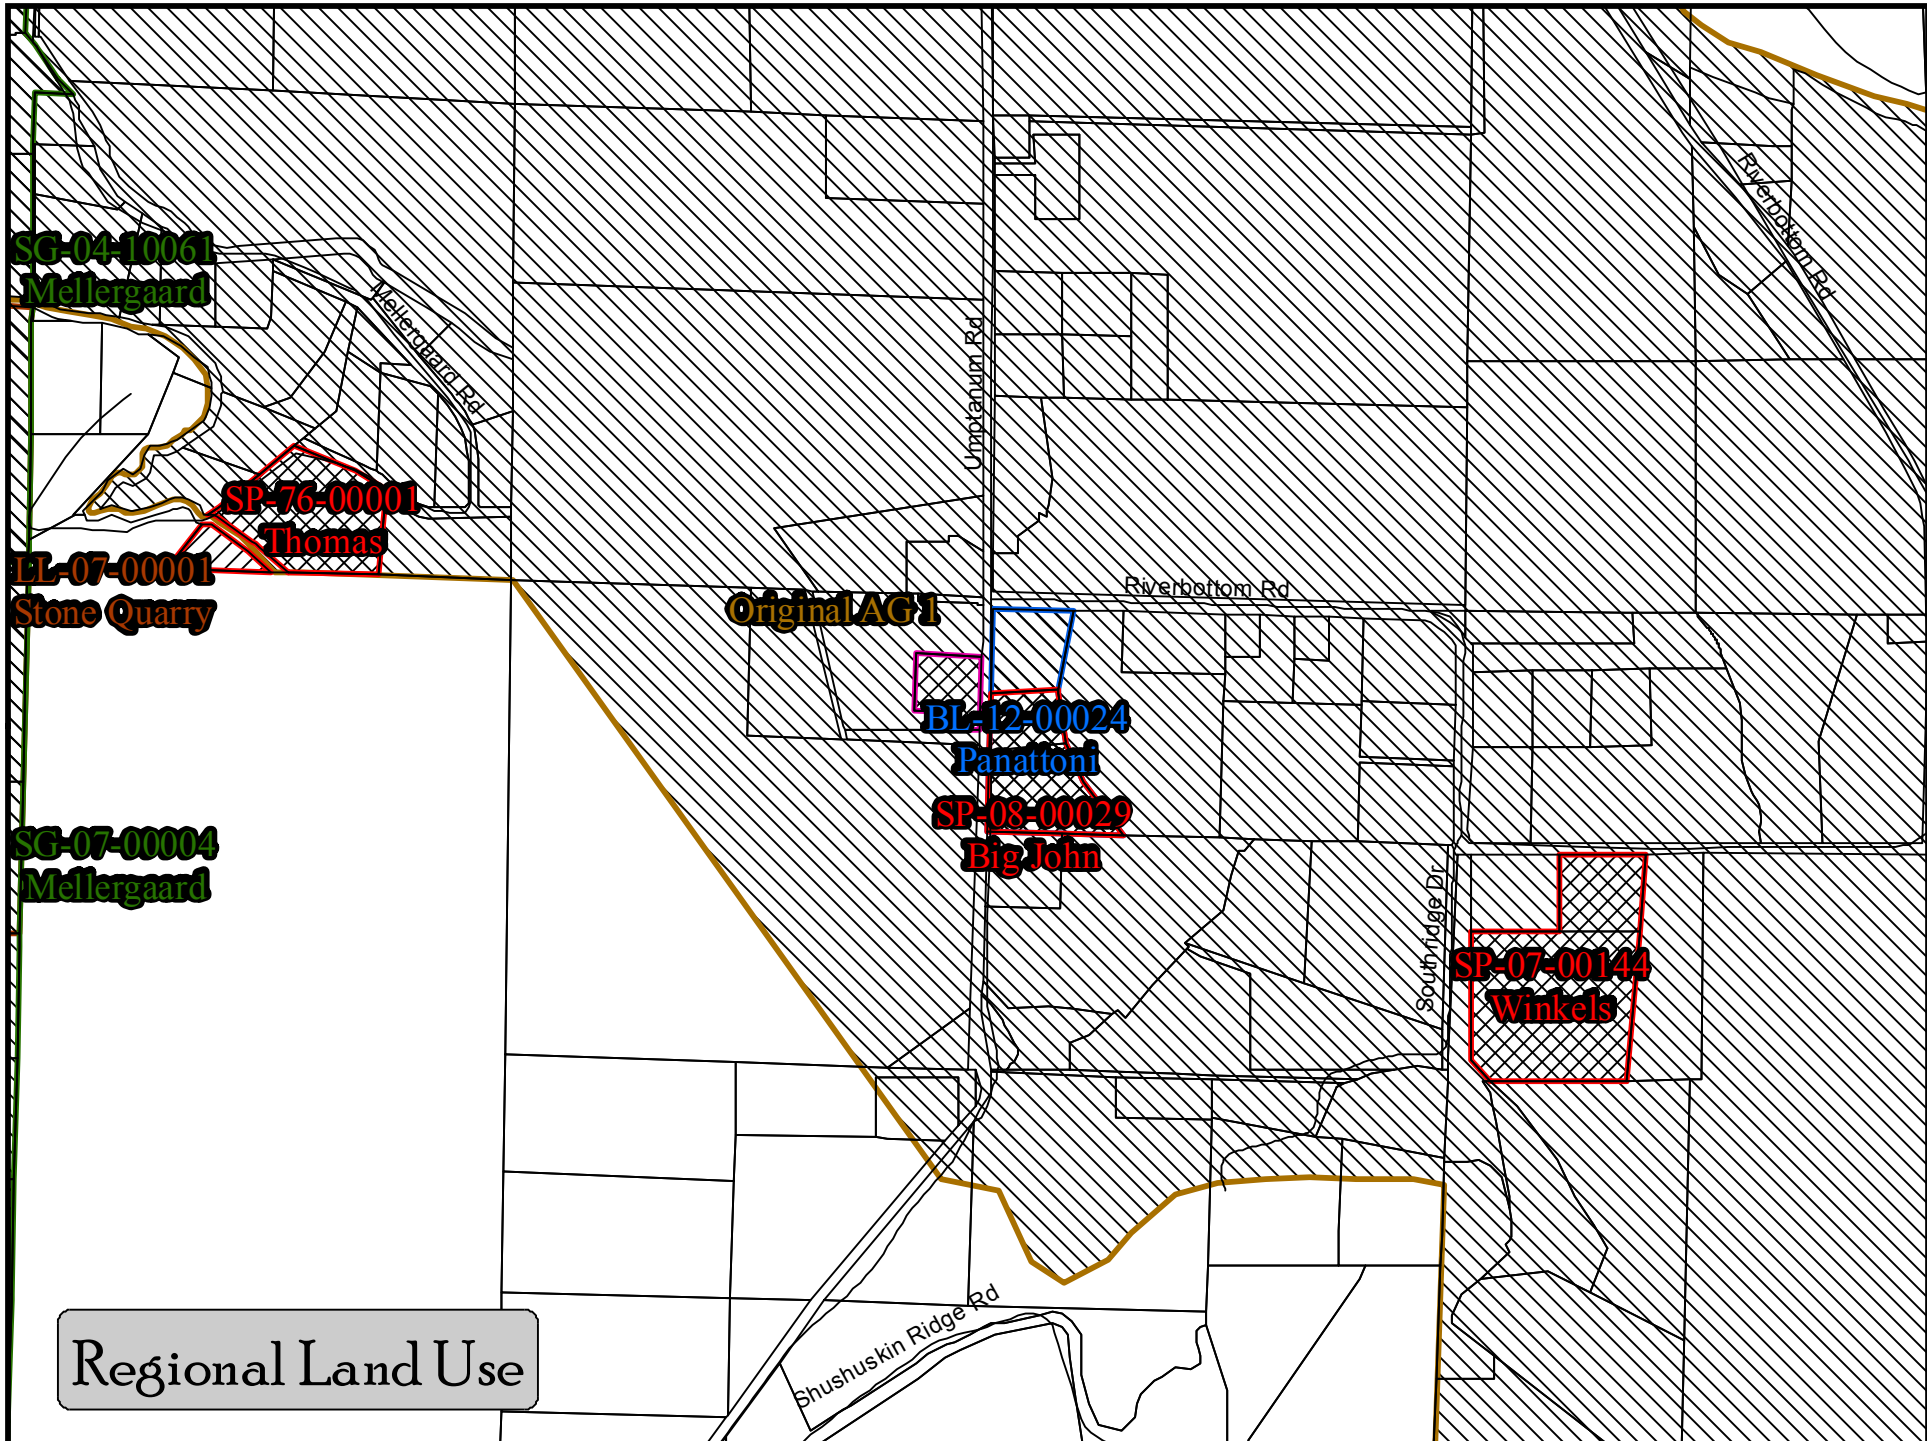 Riverbottom Rd
SG-04-10061
Mellergaard
Mellergaard Rd
Umptanum Rd
SP-76-00001
Thomas
LL-07-00001
Stone Quarry
Original AG 1
Riverbottom Rd
BL-12-00024
Panattoni
SP-08-00029
Big John
SG-07-00004
Mellergaard
Southridge Dr
SP-07-00144
Winkels
Shushuskin Ridge Rd
Regional Land Use